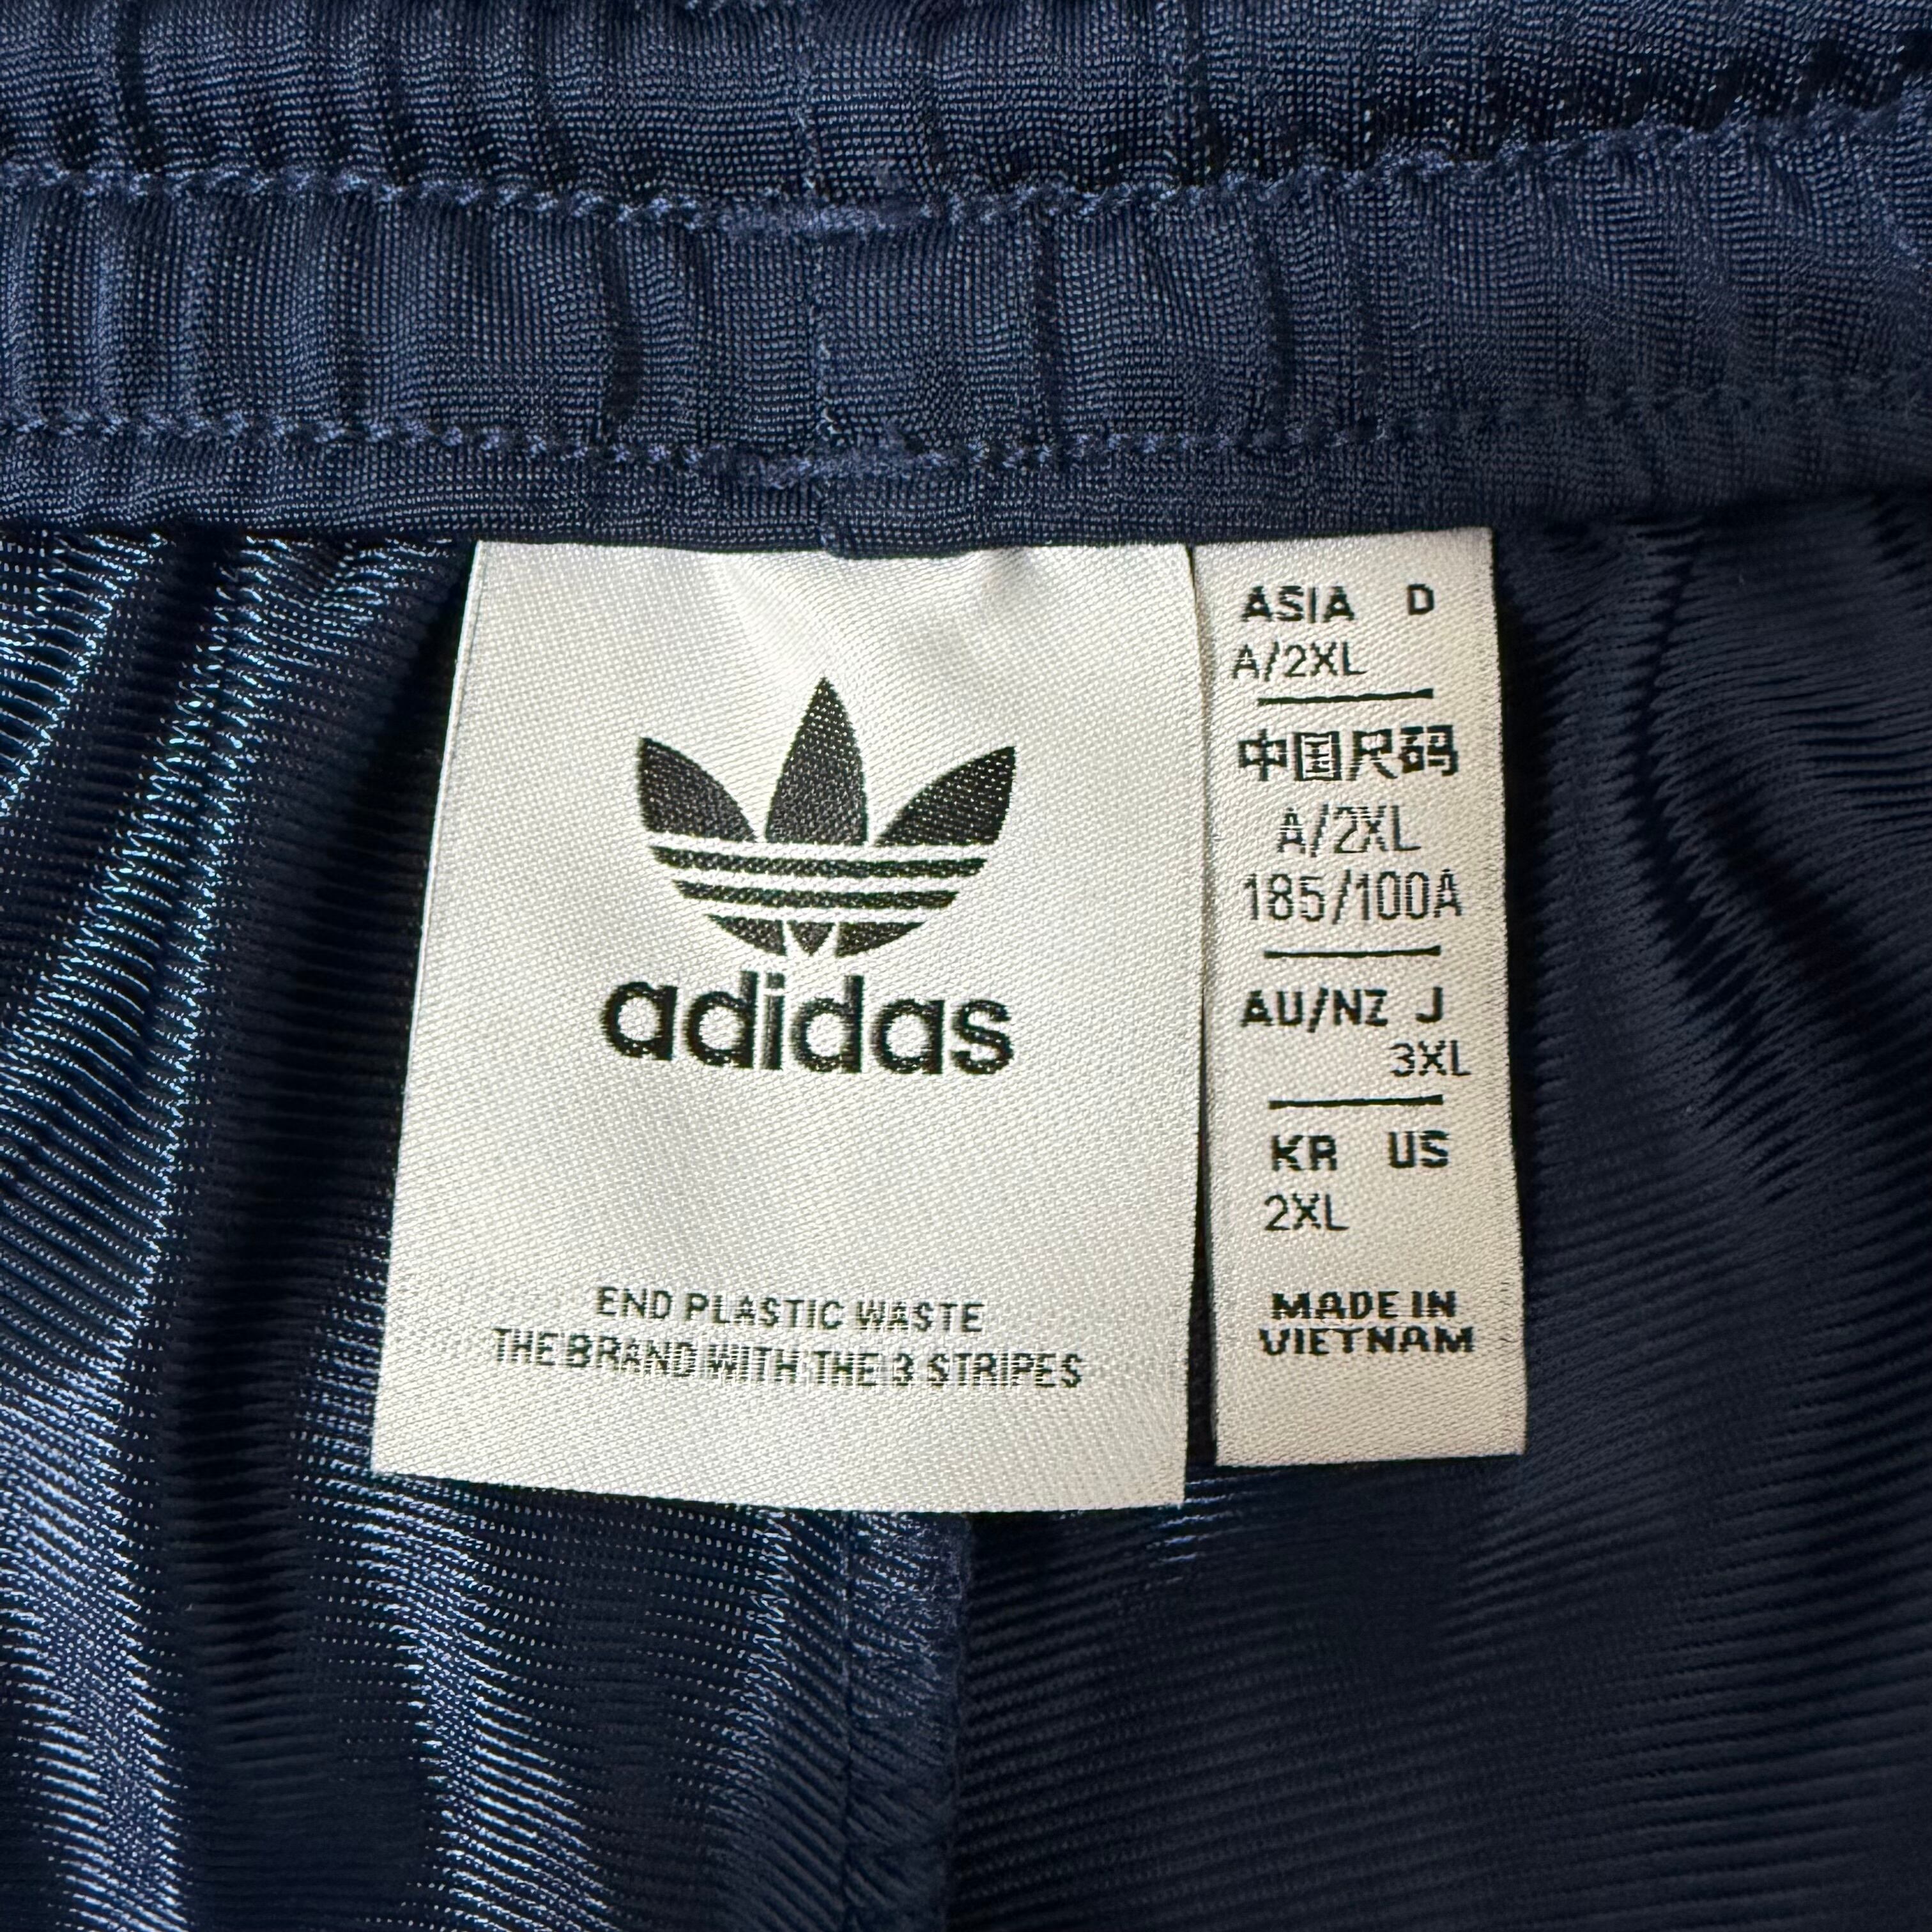 adidas
END PLASTIC WASTE
THE BRAND WITH THE 3 STRIPES
ASIA D
A/2XL
中国尺码
A/2XL
185/100A
AU/NZ J
3XL
KR US
2XL
MADE IN
VIETNAM